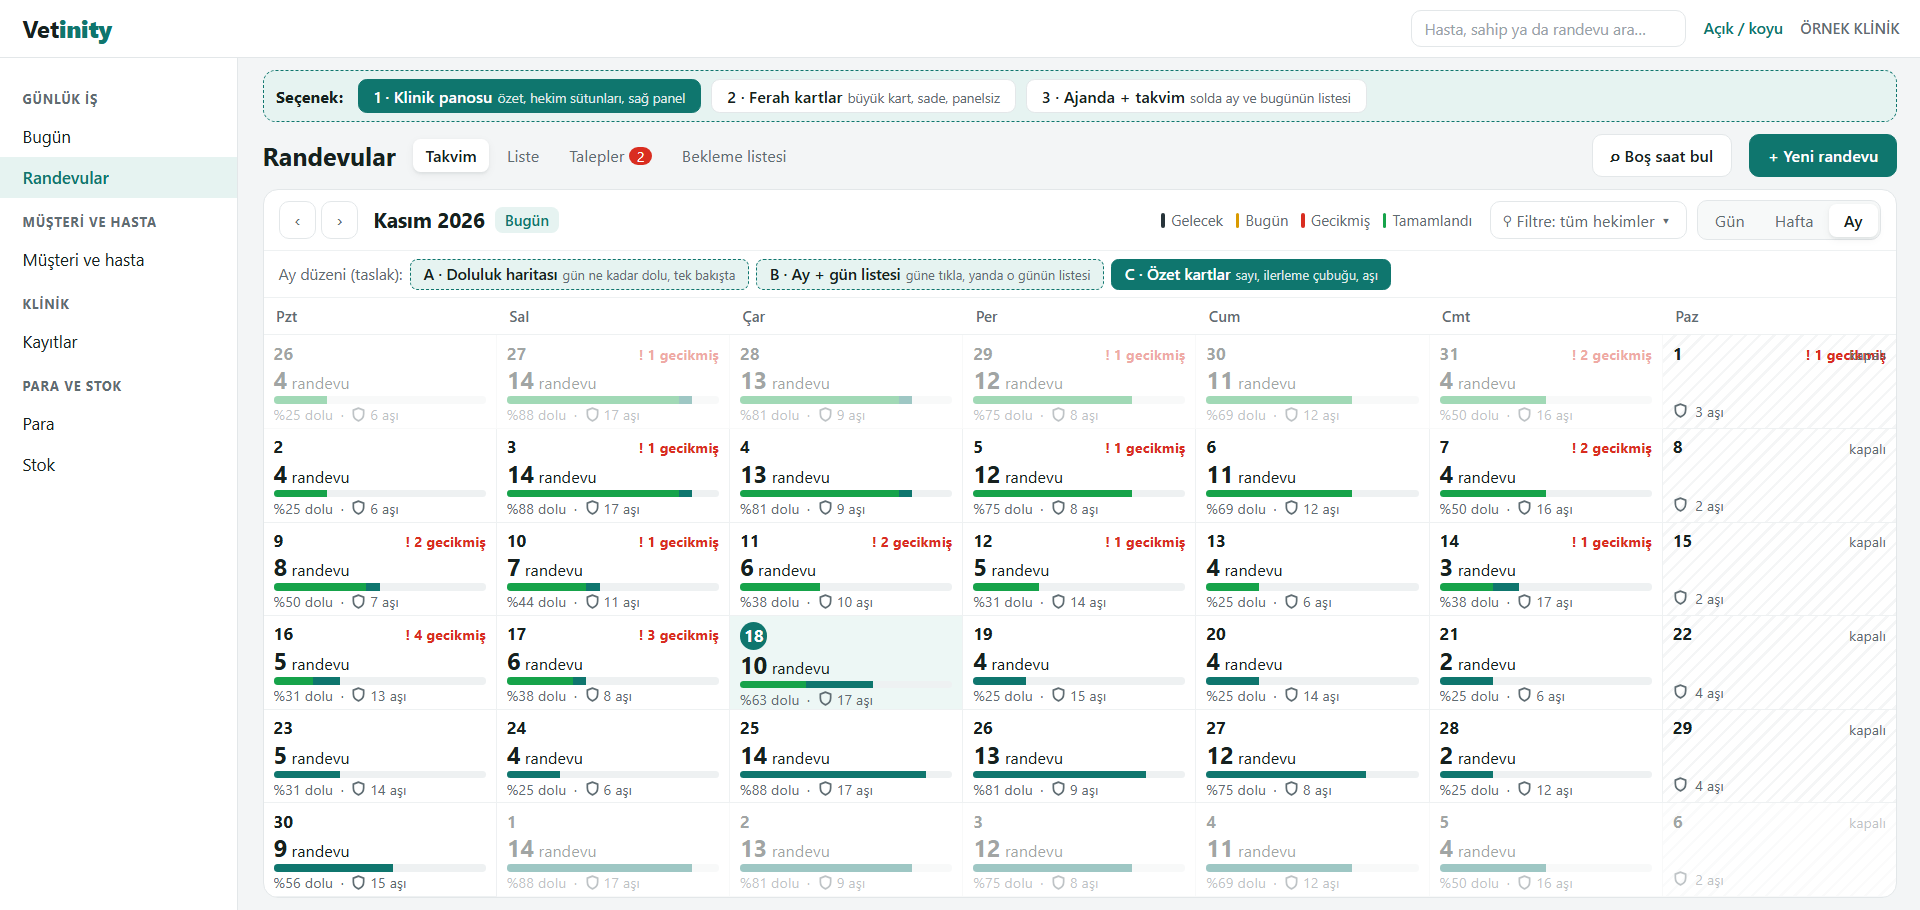 Vetinity
Hasta, sahip ya da randevu ara...
Açık / koyu
ÖRNEK KLİNİK
GÜNLÜK İŞ
Bugün
Randevular
MÜŞTERİ VE HASTA
Müşteri ve hasta
KLİNİK
Kayıtlar
PARA VE STOK
Para
Stok
Seçenek:
1 · Klinik panosu özet, hekim sütunları, sağ panel
2 · Ferah kartlar büyük kart, sade, panelsiz
3 · Ajanda + takvim solda ay ve bugünün listesi
Randevular
Takvim
Liste
Talepler 2
Bekleme listesi
Boş saat bul
+ Yeni randevu
‹
›
Kasım 2026
Bugün
Gelecek
Bugün
Gecikmiş
Tamamlandı
Filtre: tüm hekimler ▾
Gün
Hafta
Ay
Ay düzeni (taslak):
A · Doluluk haritası gün ne kadar dolu, tek bakışta
B · Ay + gün listesi güne tıkla, yanda o günün listesi
C · Özet kartlar sayı, ilerleme çubuğu, aşı
Pzt
Sal
Çar
Per
Cum
Cmt
Paz
26
4 randevu
%25 dolu · 6 aşı
27
! 1 gecikmiş
14 randevu
%88 dolu · 17 aşı
28
13 randevu
%81 dolu · 9 aşı
29
! 1 gecikmiş
12 randevu
%75 dolu · 8 aşı
30
11 randevu
%69 dolu · 12 aşı
31
! 2 gecikmiş
4 randevu
%50 dolu · 16 aşı
1
! 1 gecikmiş
kapalı
3 aşı
2
4 randevu
%25 dolu · 6 aşı
3
! 1 gecikmiş
14 randevu
%88 dolu · 17 aşı
4
13 randevu
%81 dolu · 9 aşı
5
! 1 gecikmiş
12 randevu
%75 dolu · 8 aşı
6
11 randevu
%69 dolu · 12 aşı
7
! 2 gecikmiş
4 randevu
%50 dolu · 16 aşı
8
kapalı
2 aşı
9
! 2 gecikmiş
8 randevu
%50 dolu · 7 aşı
10
! 1 gecikmiş
7 randevu
%44 dolu · 11 aşı
11
! 2 gecikmiş
6 randevu
%38 dolu · 10 aşı
12
! 1 gecikmiş
5 randevu
%31 dolu · 14 aşı
13
4 randevu
%25 dolu · 6 aşı
14
! 1 gecikmiş
3 randevu
%38 dolu · 17 aşı
15
kapalı
2 aşı
16
! 4 gecikmiş
5 randevu
%31 dolu · 13 aşı
17
! 3 gecikmiş
6 randevu
%38 dolu · 8 aşı
18
10 randevu
%63 dolu · 17 aşı
19
4 randevu
%25 dolu · 15 aşı
20
4 randevu
%25 dolu · 14 aşı
21
2 randevu
%25 dolu · 6 aşı
22
kapalı
4 aşı
23
5 randevu
%31 dolu · 14 aşı
24
4 randevu
%25 dolu · 6 aşı
25
14 randevu
%88 dolu · 17 aşı
26
13 randevu
%81 dolu · 9 aşı
27
12 randevu
%75 dolu · 8 aşı
28
2 randevu
%25 dolu · 12 aşı
29
kapalı
4 aşı
30
9 randevu
%56 dolu · 15 aşı
1
14 randevu
%88 dolu · 17 aşı
2
13 randevu
%81 dolu · 9 aşı
3
12 randevu
%75 dolu · 8 aşı
4
11 randevu
%69 dolu · 12 aşı
5
4 randevu
%50 dolu · 16 aşı
6
kapalı
2 aşı